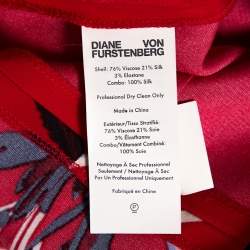 DIANE VON
FURSTENBERG
Shell: 76% Viscose 21% Silk
3% Elastane
Combo: 100% Silk
Professional Dry Clean Only
Made in China
Extérieur/Tissu Stratifié:
76% Viscose 21% Soie
3% Élasthanne
Combo/Vêtement Combiné:
100% Soie
Nettoyage À Sec Professionnel
Seulement / Nettoyage À Sec
Par Un Professionnel Uniquement
Fabriqué en Chine
P